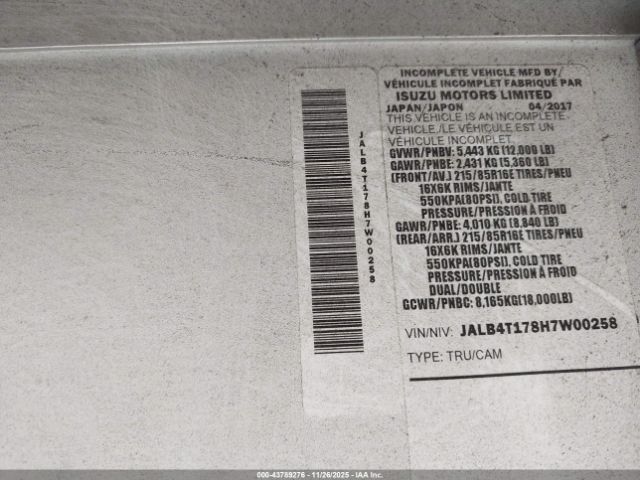 INCOMPLETE VEHICLE MFD BY/
VÉHICULE INCOMPLET FABRIQUÉ PAR
ISUZU MOTORS LIMITED
JAPAN/JAPON 04/2017
THIS VEHICLE IS AN INCOMPLETE
VEHICLE./LE VÉHICULE EST UN
VÉHICULE INCOMPLET.
GVWR/PNBV: 5,443 KG (12,000 LB)
GAWR/PNBE: 2,431 KG (5,360 LB)
(FRONT/AV.) 215/85R16E TIRES/PNEU
16X6K RIMS/JANTE
550KPA(80PSI), COLD TIRE
PRESSURE/PRESSION À FROID
GAWR/PNBE: 4,010 KG (8,840 LB)
(REAR/ARR.) 215/85R16E TIRES/PNEU
16X6K RIMS/JANTE
550KPA(80PSI), COLD TIRE
PRESSURE/PRESSION À FROID
DUAL/DOUBLE
GCWR/PNBC: 8,165KG(18,000LB)
VIN/NIV: JALB4T178H7W00258
TYPE: TRU/CAM
JALB4T178H7W00258
000-43789276 - 11/26/2025 - IAA Inc. - Copart